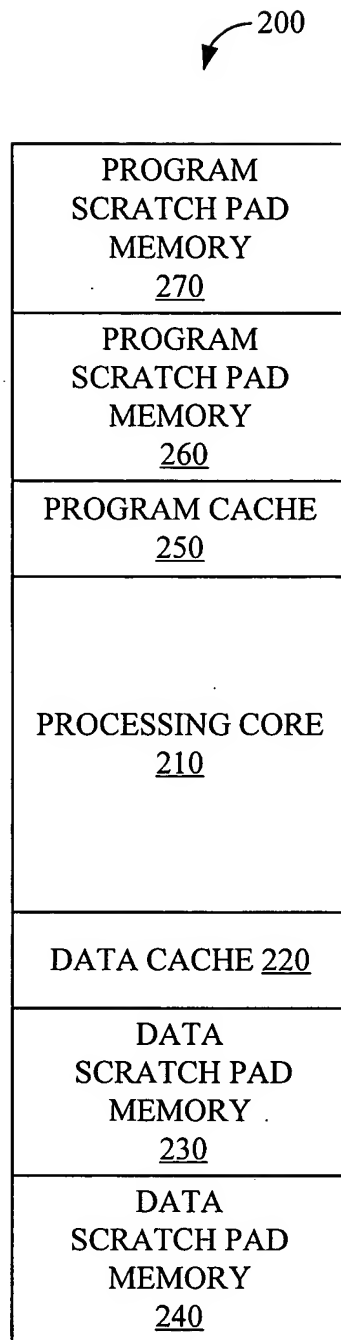 200
PROGRAM
SCRATCH PAD
MEMORY
270
PROGRAM
SCRATCH PAD
MEMORY
260
PROGRAM CACHE
250
PROCESSING CORE
210
DATA CACHE 220
DATA
SCRATCH PAD
MEMORY
230
DATA
SCRATCH PAD
MEMORY
240